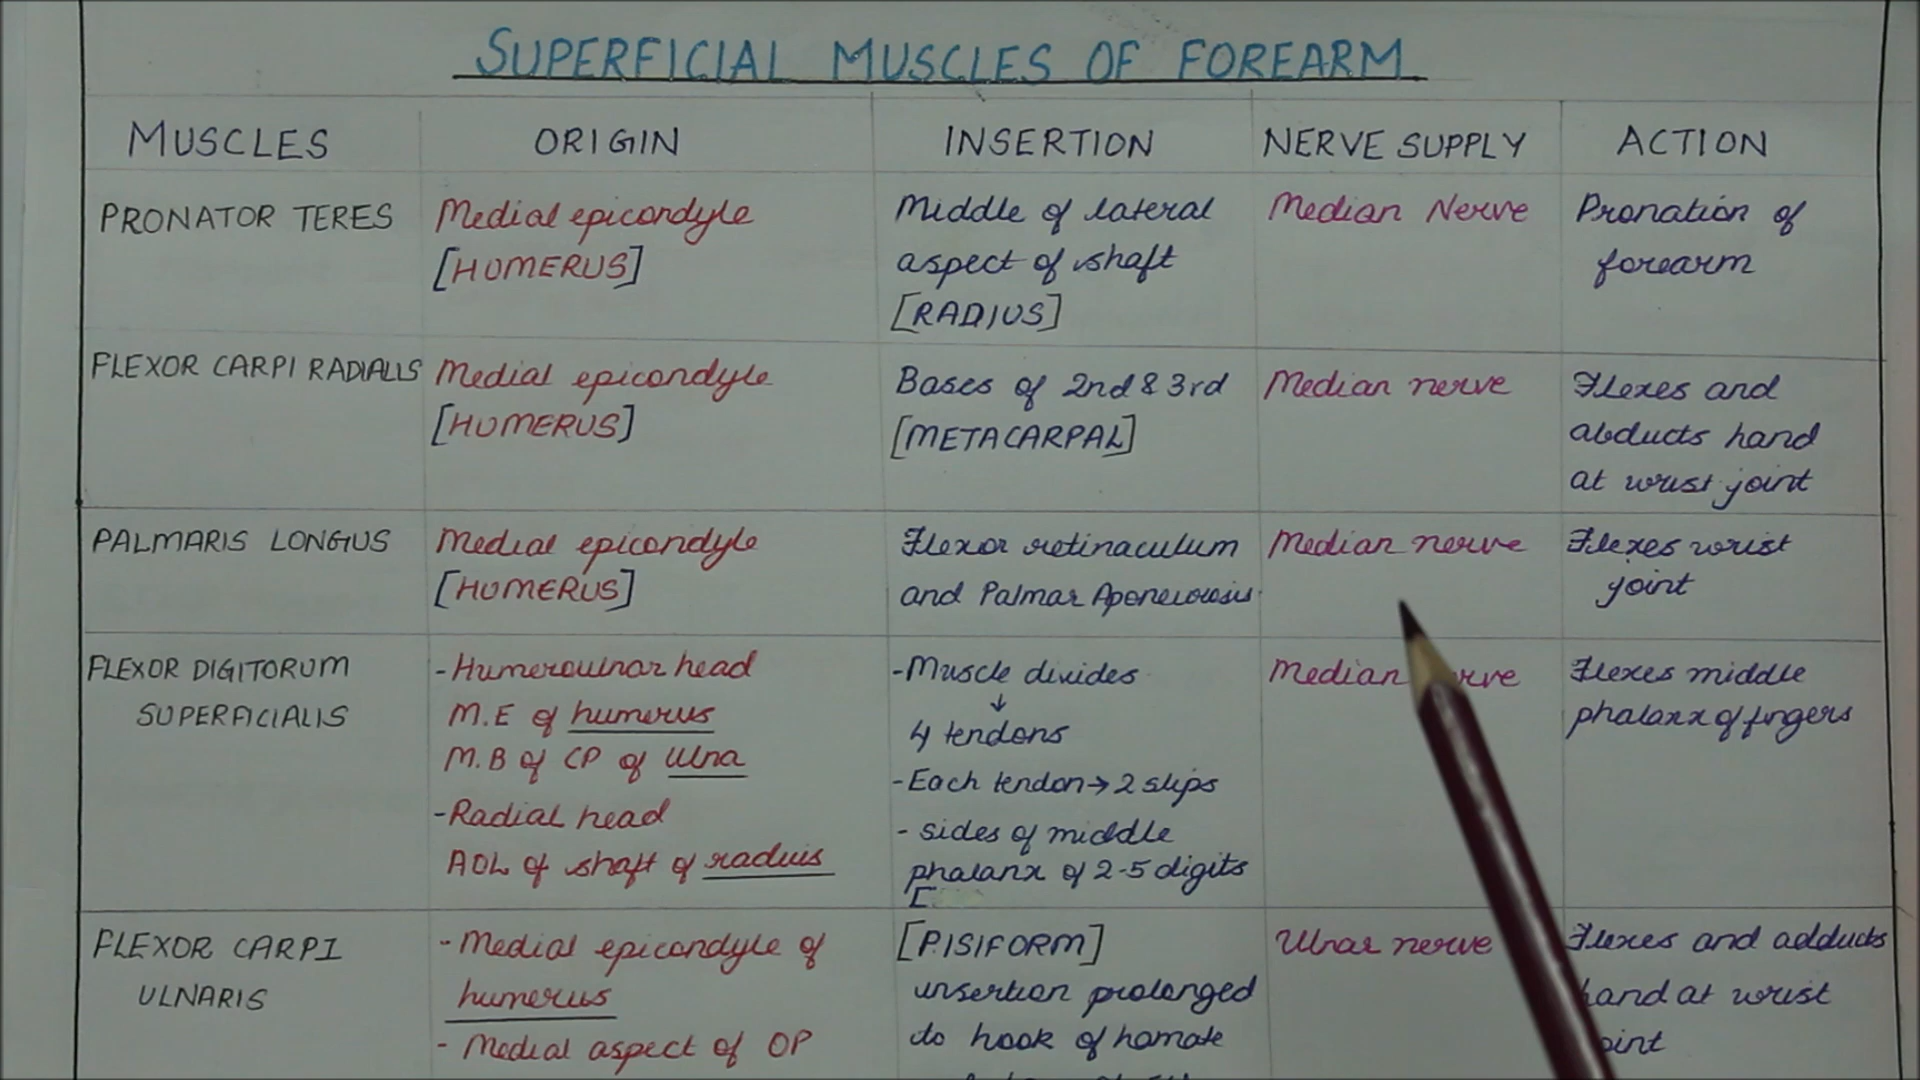 SUPERFICIAL MUSCLES OF FOREARM
MUSCLES ORIGIN INSERTION NERVE SUPPLY ACTION
PRONATOR TERES
Medial epicondyle
[HUMERUS]
Middle of lateral
aspect of shaft
[RADIUS]
Median Nerve
Pronation of
forearm
FLEXOR CARPI RADIALIS
Medial epicondyle
[HUMERUS]
Bases of 2nd & 3rd
[METACARPAL]
Median nerve
Flexes and
abducts hand
at wrist joint
PALMARIS LONGUS
Medial epicondyle
[HUMERUS]
Flexor retinaculum
and Palmar Aponeurosis
Median nerve
Flexes wrist
joint
FLEXOR DIGITORUM
SUPERFICIALIS
-Humeroulnar head
M.E of humerus
M.B of CP of Ulna
-Radial head
AOL of shaft of radius
-Muscle divides
↓
4 tendons
-Each tendon→2 slips
- sides of middle
phalanx of 2-5 digits
[
Median
Flexes middle
phalanx of fingers
FLEXOR CARPI
ULNARIS
- Medial epicondyle of
humerus
- Medial aspect of OP
[PISIFORM]
insertion prolonged
to hook of hamate
Ulnar nerve
Flexes and adducts
hand at wrist
oint